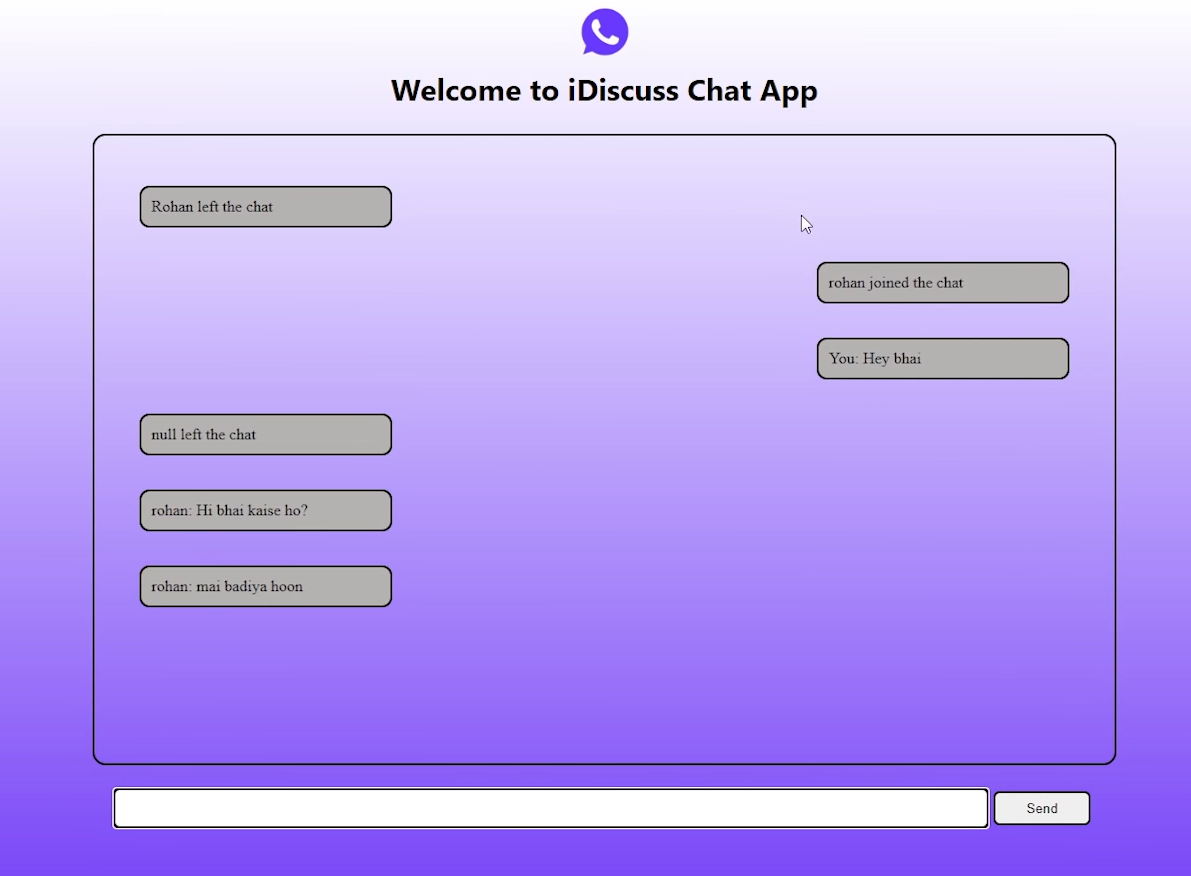 Welcome to iDiscuss Chat App
Rohan left the chat
rohan joined the chat
You: Hey bhai
null left the chat
rohan: Hi bhai kaise ho?
rohan: mai badiya hoon
Send